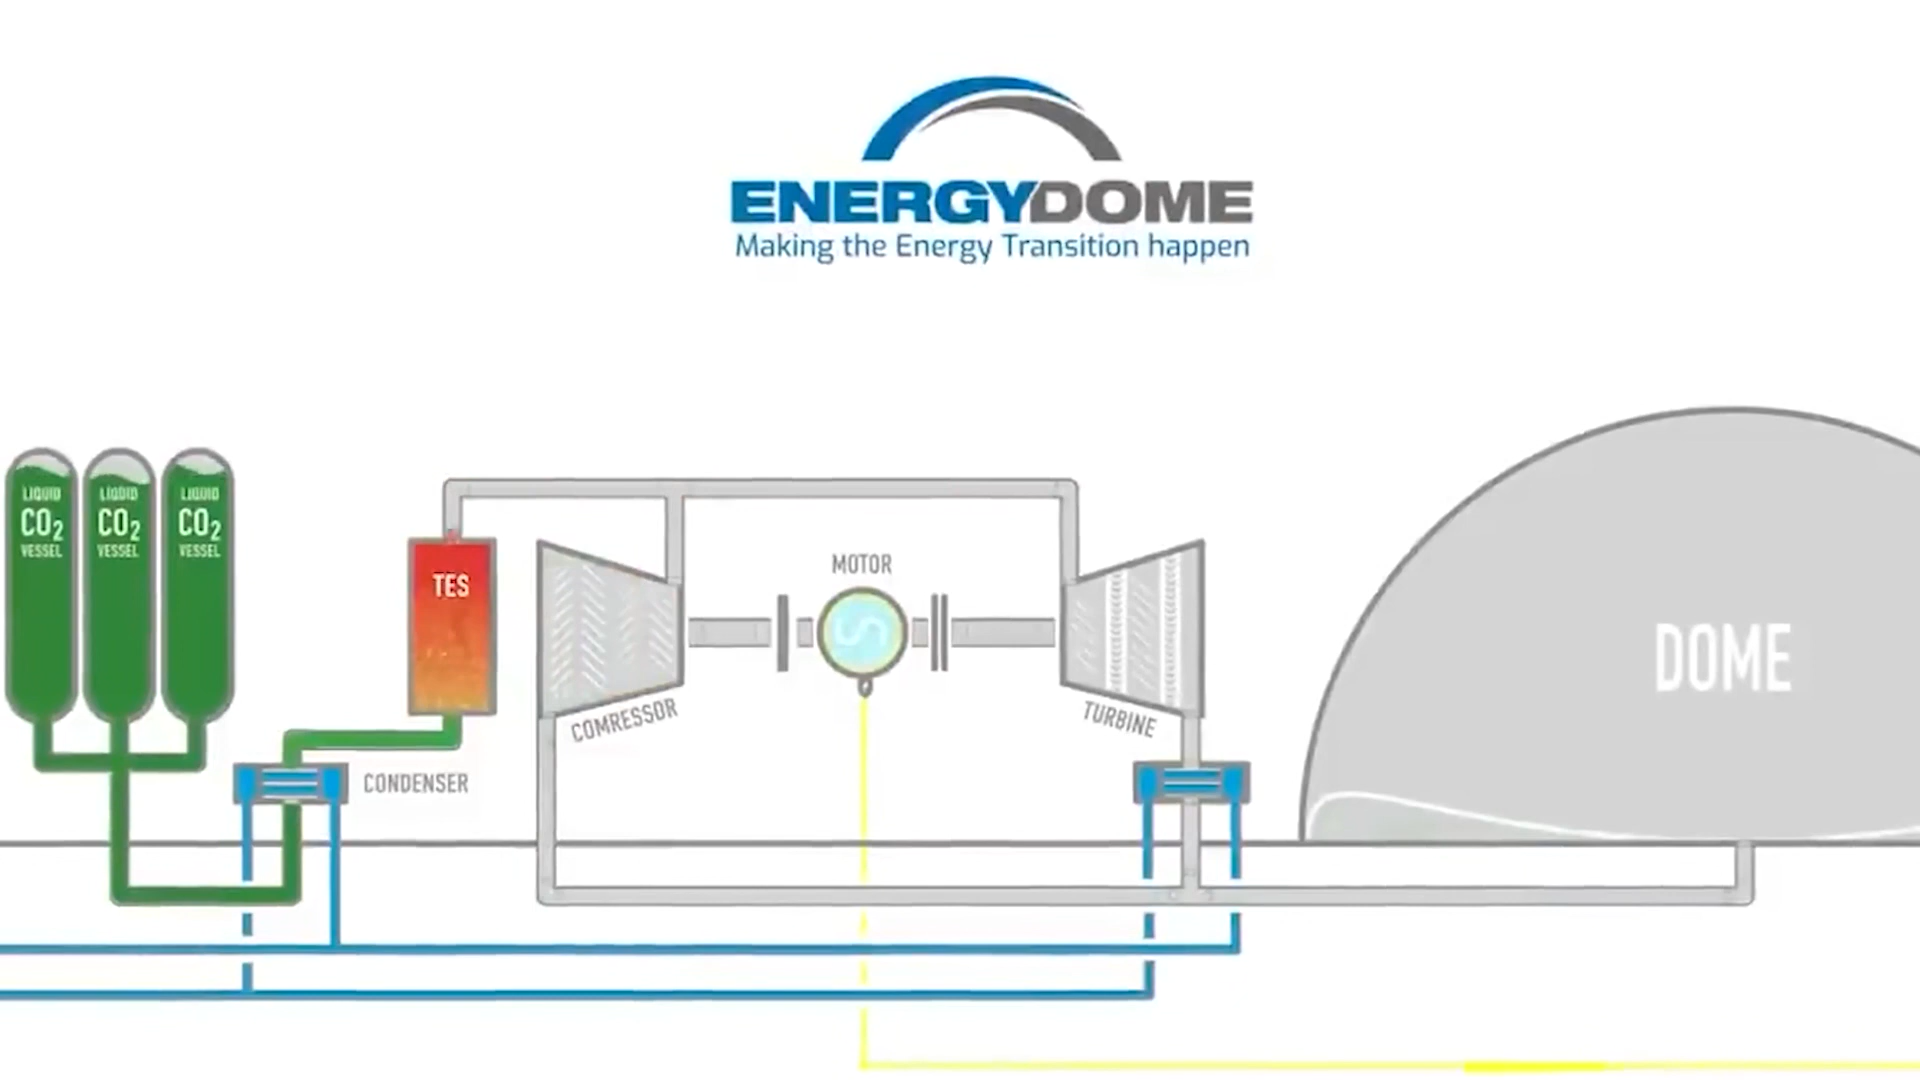 ENERGYDOME
Making the Energy Transition happen
LIQUID
CO2
VESSEL
LIQUID
CO2
VESSEL
LIQUID
CO2
VESSEL
TES
MOTOR
DOME
COMRESSOR
TURBINE
CONDENSER